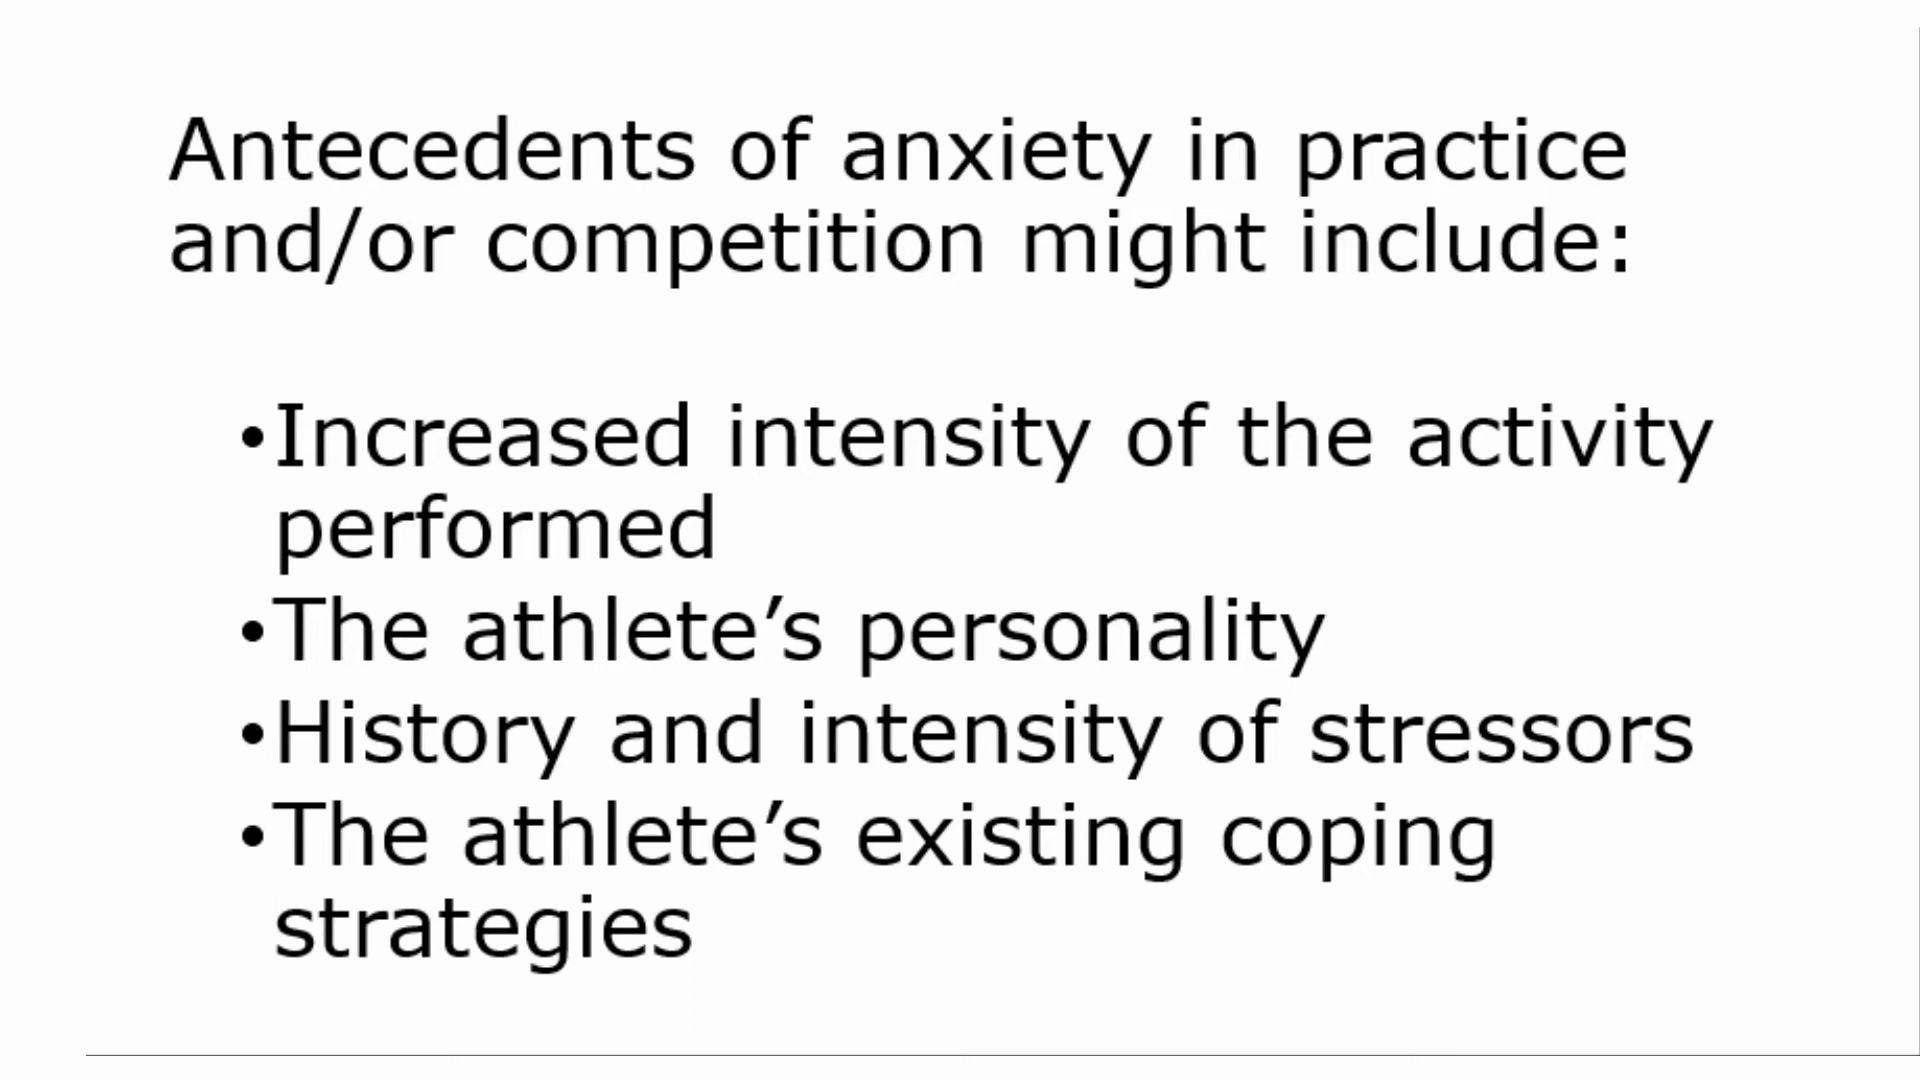 Antecedents of anxiety in practice
and/or competition might include:
•Increased intensity of the activity
performed
•The athlete’s personality
•History and intensity of stressors
•The athlete’s existing coping
strategies